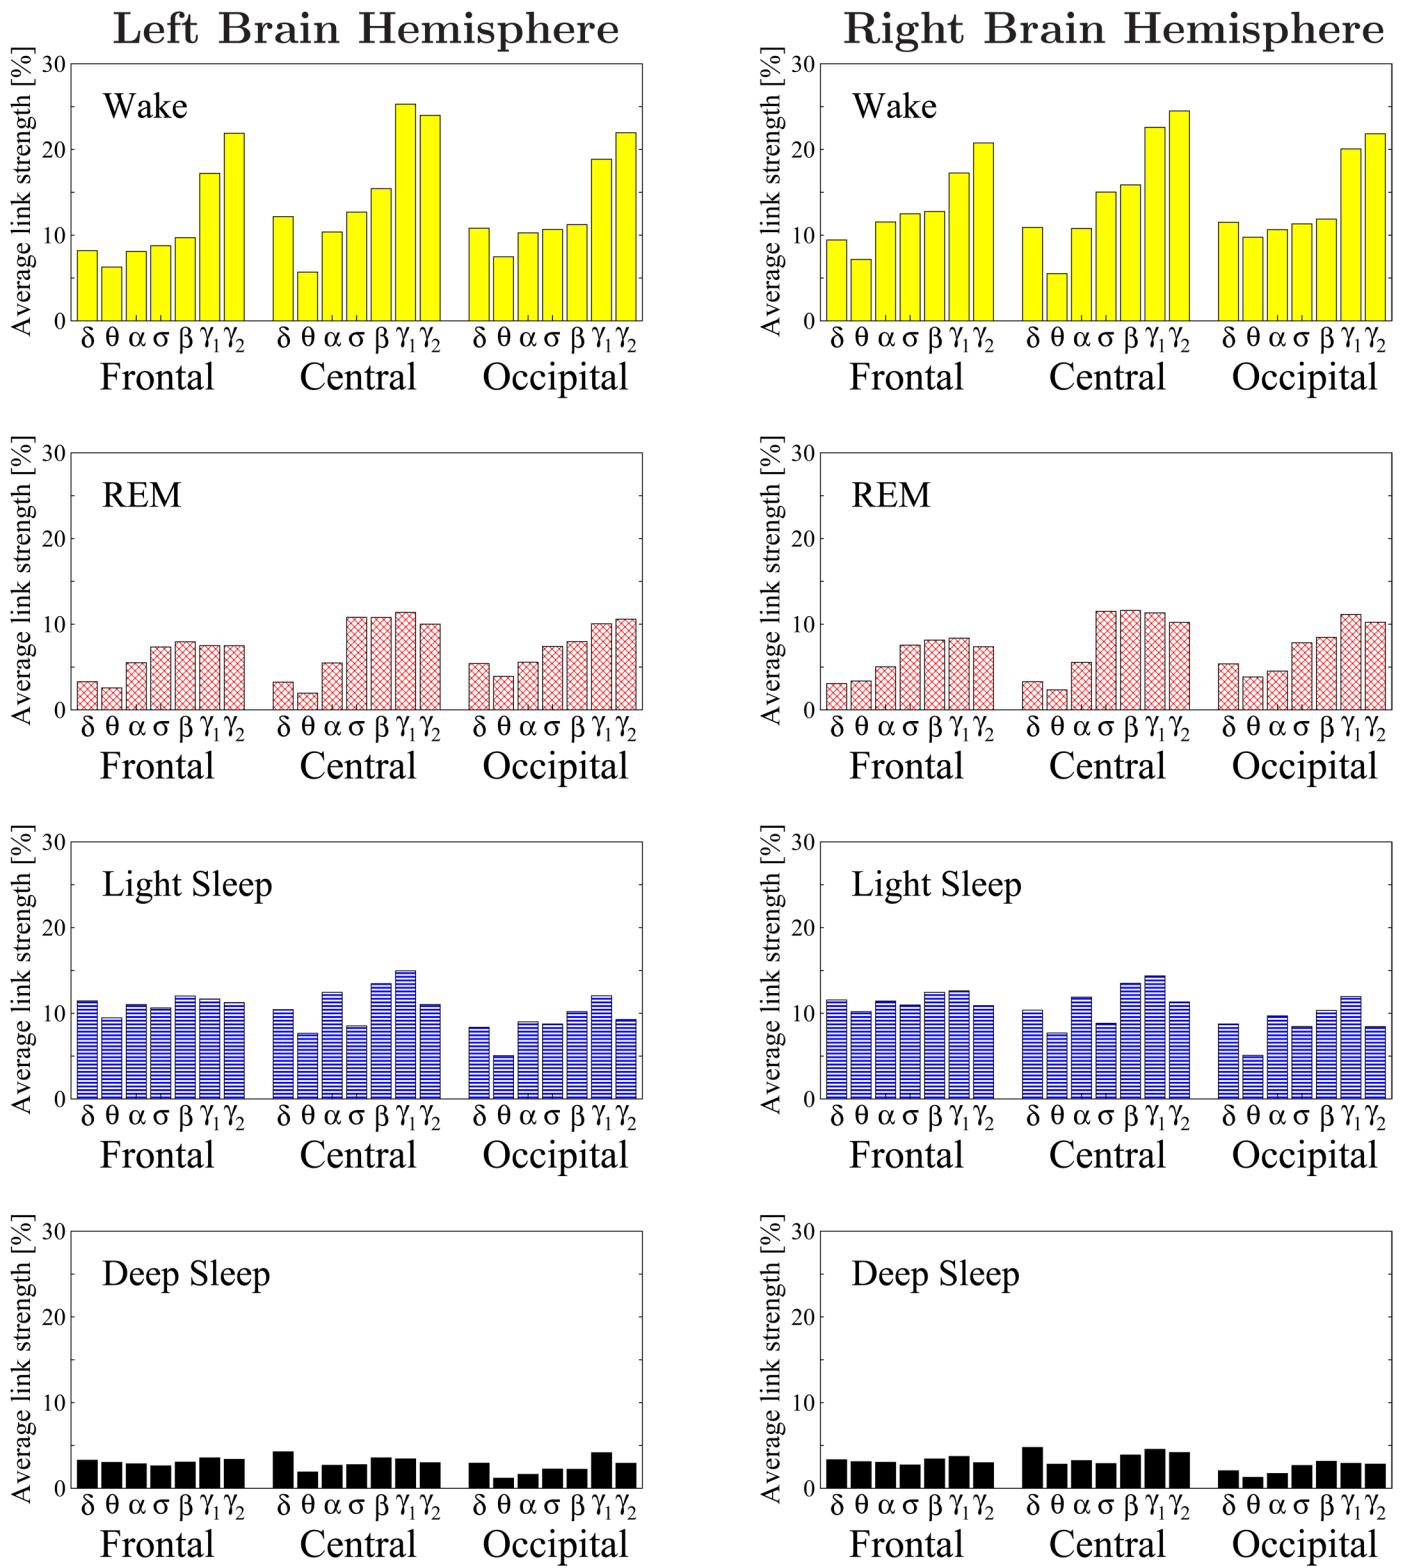 Left Brain Hemisphere
Right Brain Hemisphere
Average link strength [%]
30
20
10
0
Wake
δ θ α σ β γ1 γ2 δ θ α σ β γ1 γ2 δ θ α σ β γ1 γ2
Frontal Central Occipital
Average link strength [%]
30
20
10
0
Wake
δ θ α σ β γ1 γ2 δ θ α σ β γ1 γ2 δ θ α σ β γ1 γ2
Frontal Central Occipital
Average link strength [%]
30
20
10
0
REM
δ θ α σ β γ1 γ2 δ θ α σ β γ1 γ2 δ θ α σ β γ1 γ2
Frontal Central Occipital
Average link strength [%]
30
20
10
0
REM
δ θ α σ β γ1 γ2 δ θ α σ β γ1 γ2 δ θ α σ β γ1 γ2
Frontal Central Occipital
Average link strength [%]
30
20
10
0
Light Sleep
δ θ α σ β γ1 γ2 δ θ α σ β γ1 γ2 δ θ α σ β γ1 γ2
Frontal Central Occipital
Average link strength [%]
30
20
10
0
Light Sleep
δ θ α σ β γ1 γ2 δ θ α σ β γ1 γ2 δ θ α σ β γ1 γ2
Frontal Central Occipital
Average link strength [%]
30
20
10
0
Deep Sleep
δ θ α σ β γ1 γ2 δ θ α σ β γ1 γ2 δ θ α σ β γ1 γ2
Frontal Central Occipital
Average link strength [%]
30
20
10
0
Deep Sleep
δ θ α σ β γ1 γ2 δ θ α σ β γ1 γ2 δ θ α σ β γ1 γ2
Frontal Central Occipital